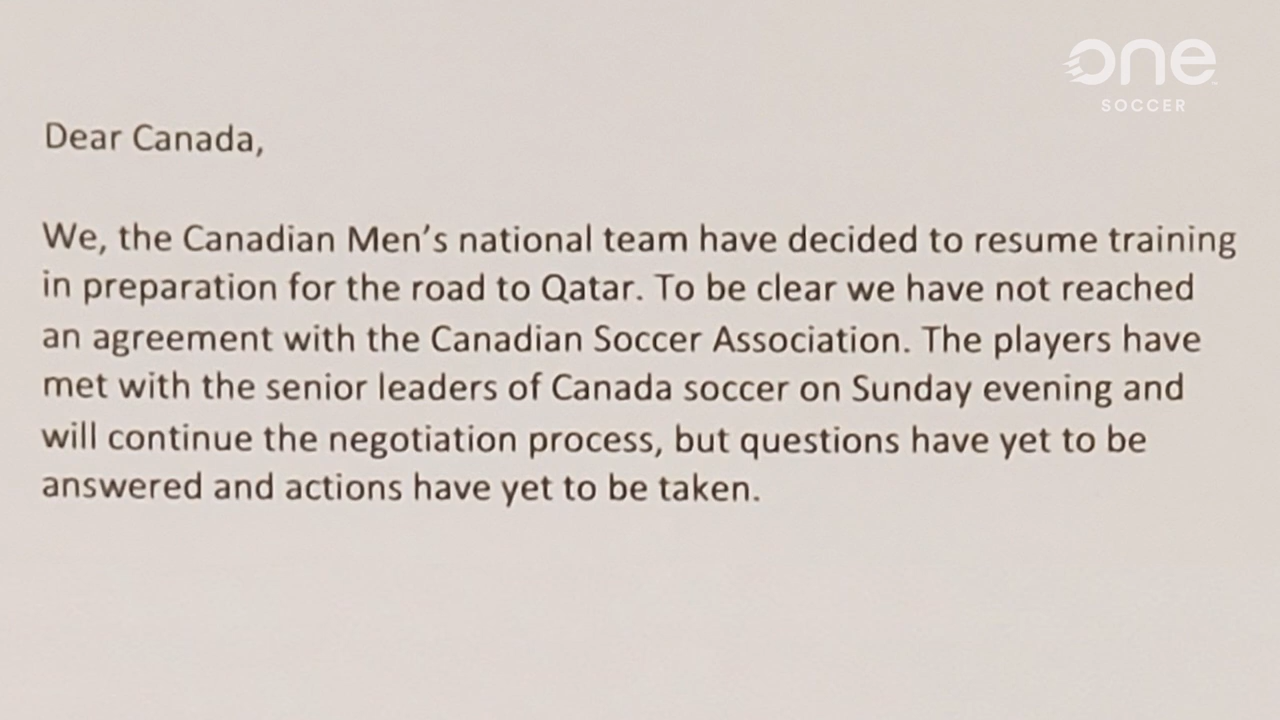 one
SOCCER
Dear Canada,
We, the Canadian Men’s national team have decided to resume training
in preparation for the road to Qatar. To be clear we have not reached
an agreement with the Canadian Soccer Association. The players have
met with the senior leaders of Canada soccer on Sunday evening and
will continue the negotiation process, but questions have yet to be
answered and actions have yet to be taken.